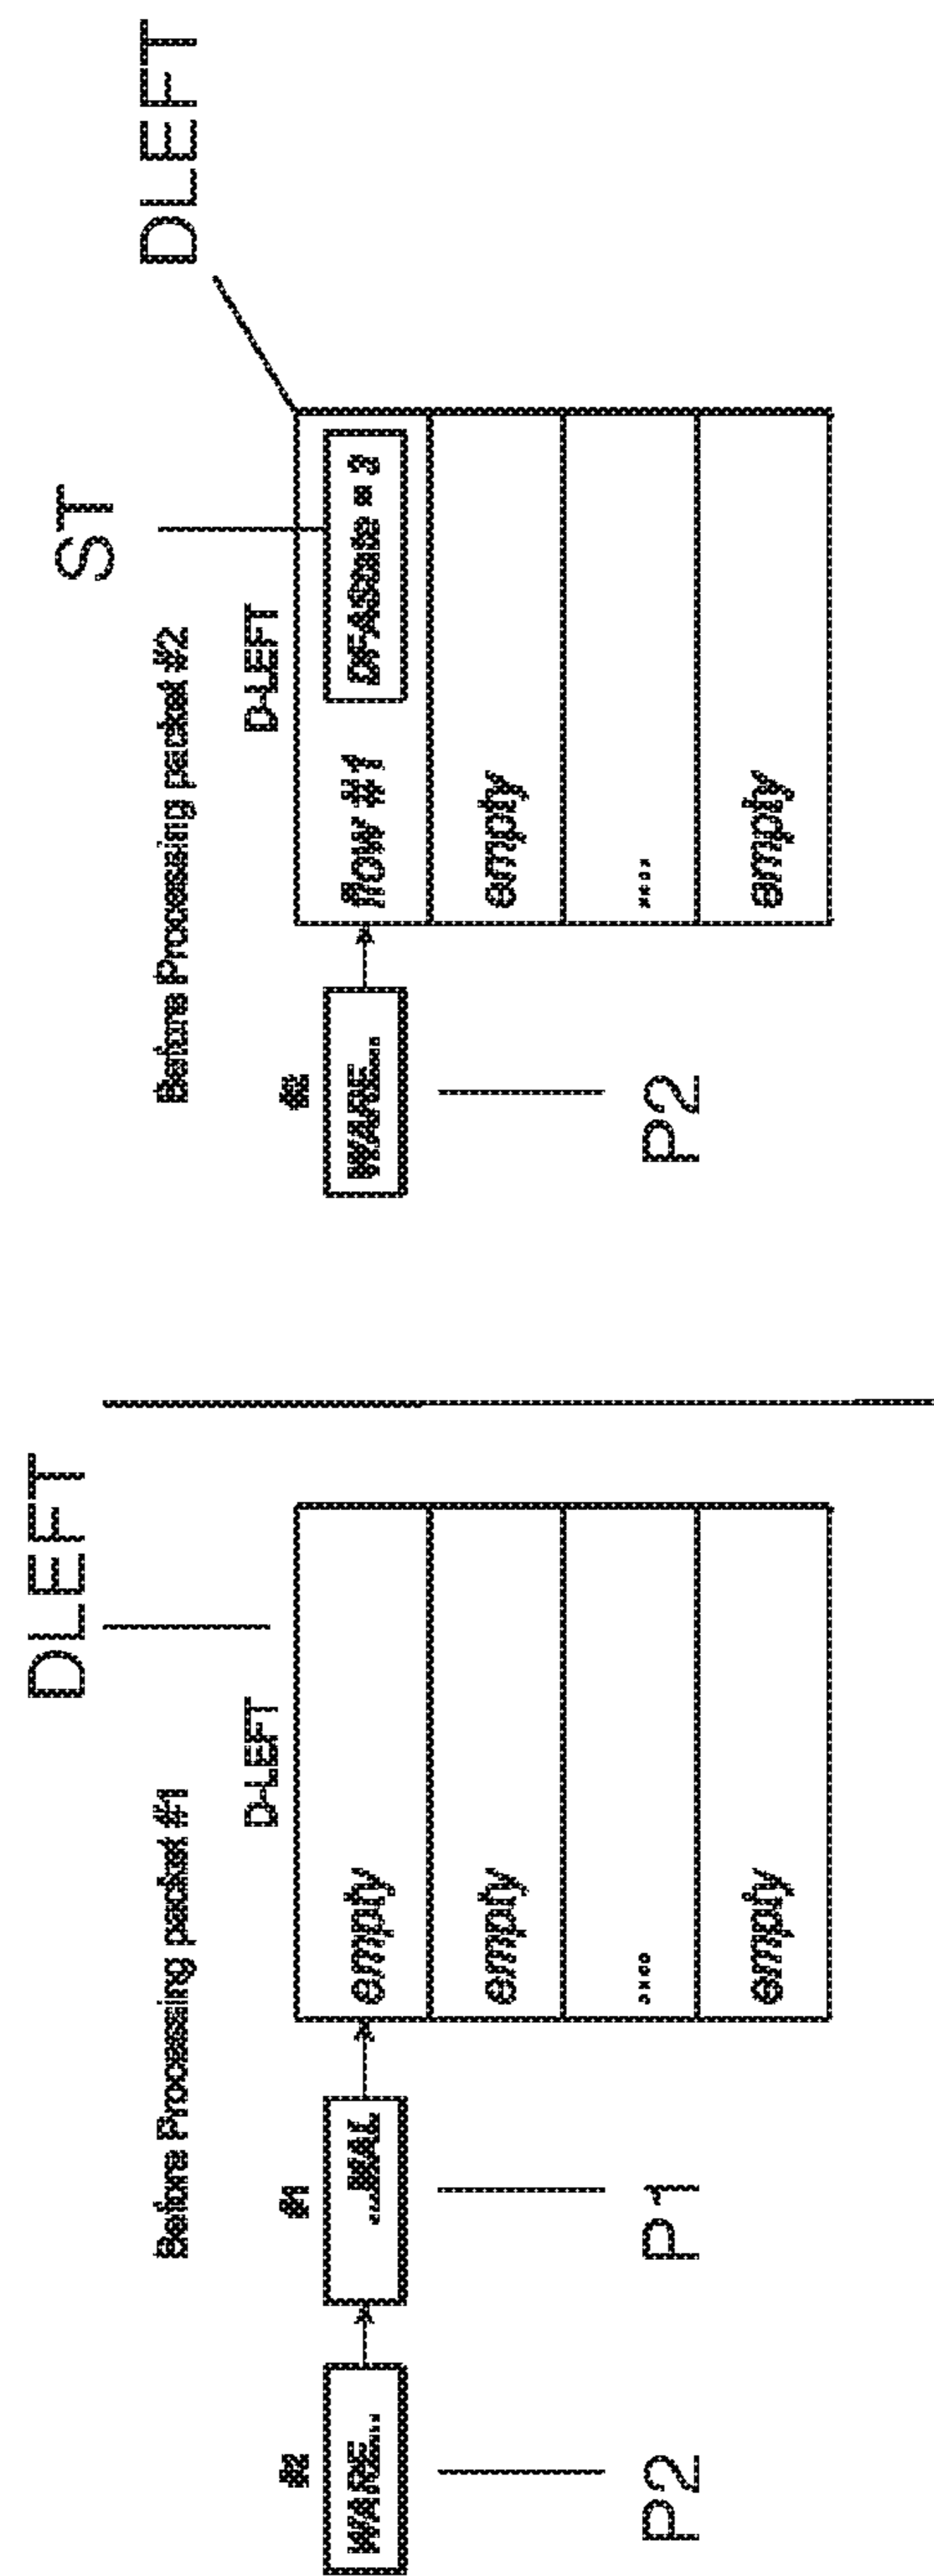 DLEFT
Before Processing packet #1
D-LEFT
#2
#1
WARE...
...MAL
empty
empty
...
empty
P2
P1
DLEFT
ST
Before Processing packet #2
D-LEFT
#2
WARE...
flow #1
DFAState = 3
empty
...
empty
P2